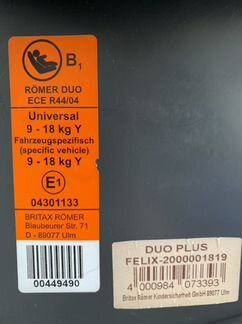 B1
RÖMER DUO
ECE R44/04
Universal
9 - 18 kg Y
Fahrzeugspezifisch
(specific vehicle)
9 - 18 kg Y
E1
04301133
BRITAX RÖMER
Blaubeurer Str. 71
D - 89077 Ulm
00449490
DUO PLUS
FELIX-2000001819
4 000984 073393
Britax Römer Kindersicherheit GmbH 89077 Ulm